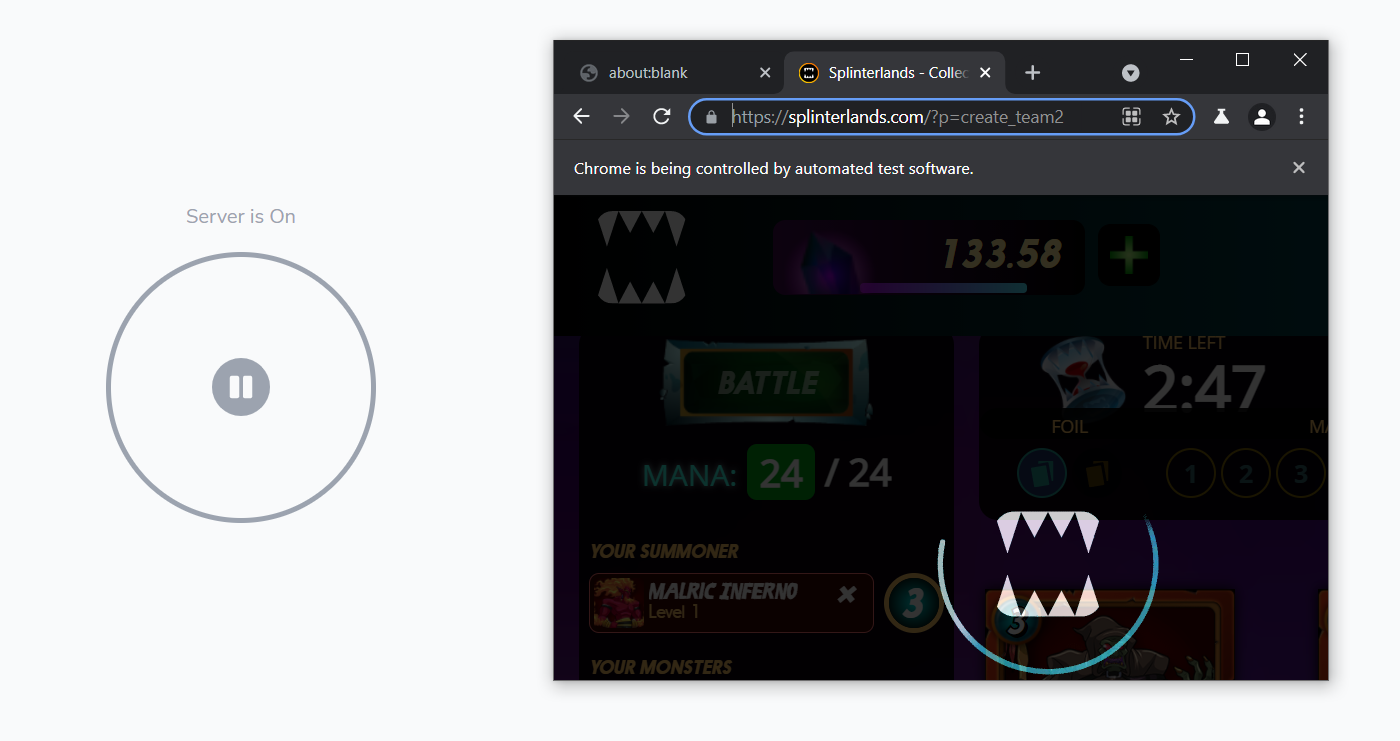 Server is On
about:blank
Splinterlands - Collec
https://splinterlands.com/?p=create_team2
Chrome is being controlled by automated test software.
133.58
BATTLE
TIME LEFT
2:47
FOIL
MA
MANA: 24 / 24
1 2 3
YOUR SUMMONER
MALRIC INFERNO
Level 1
3
3
YOUR MONSTERS